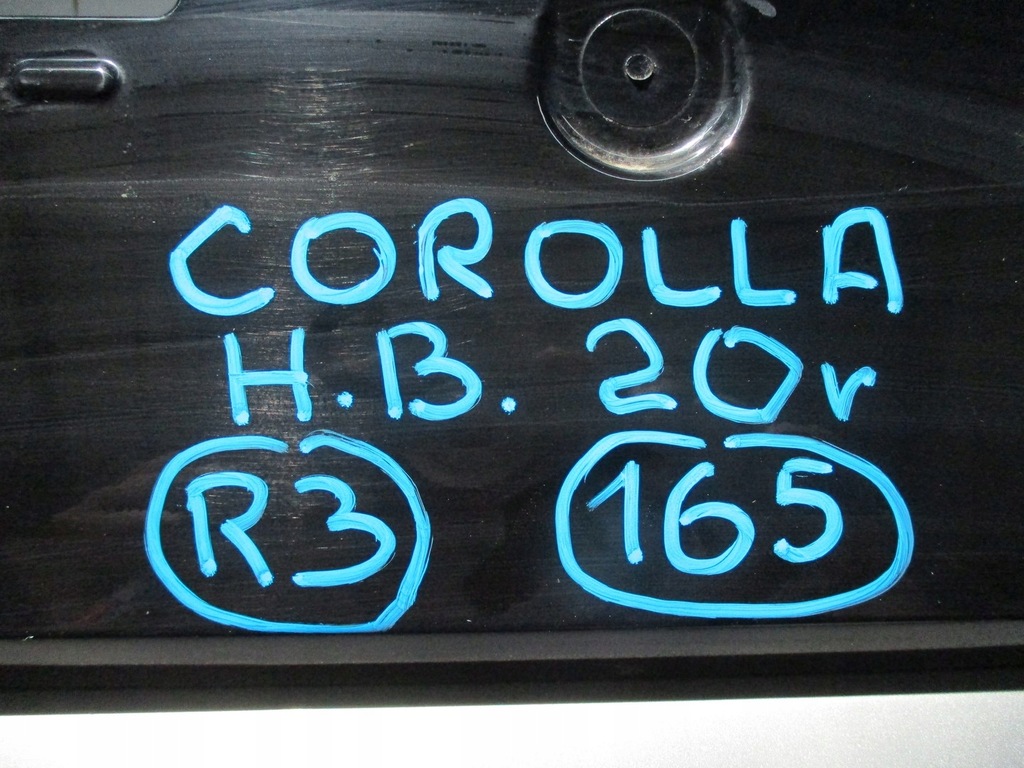 COROLLA
H.B. 20r
R3 165